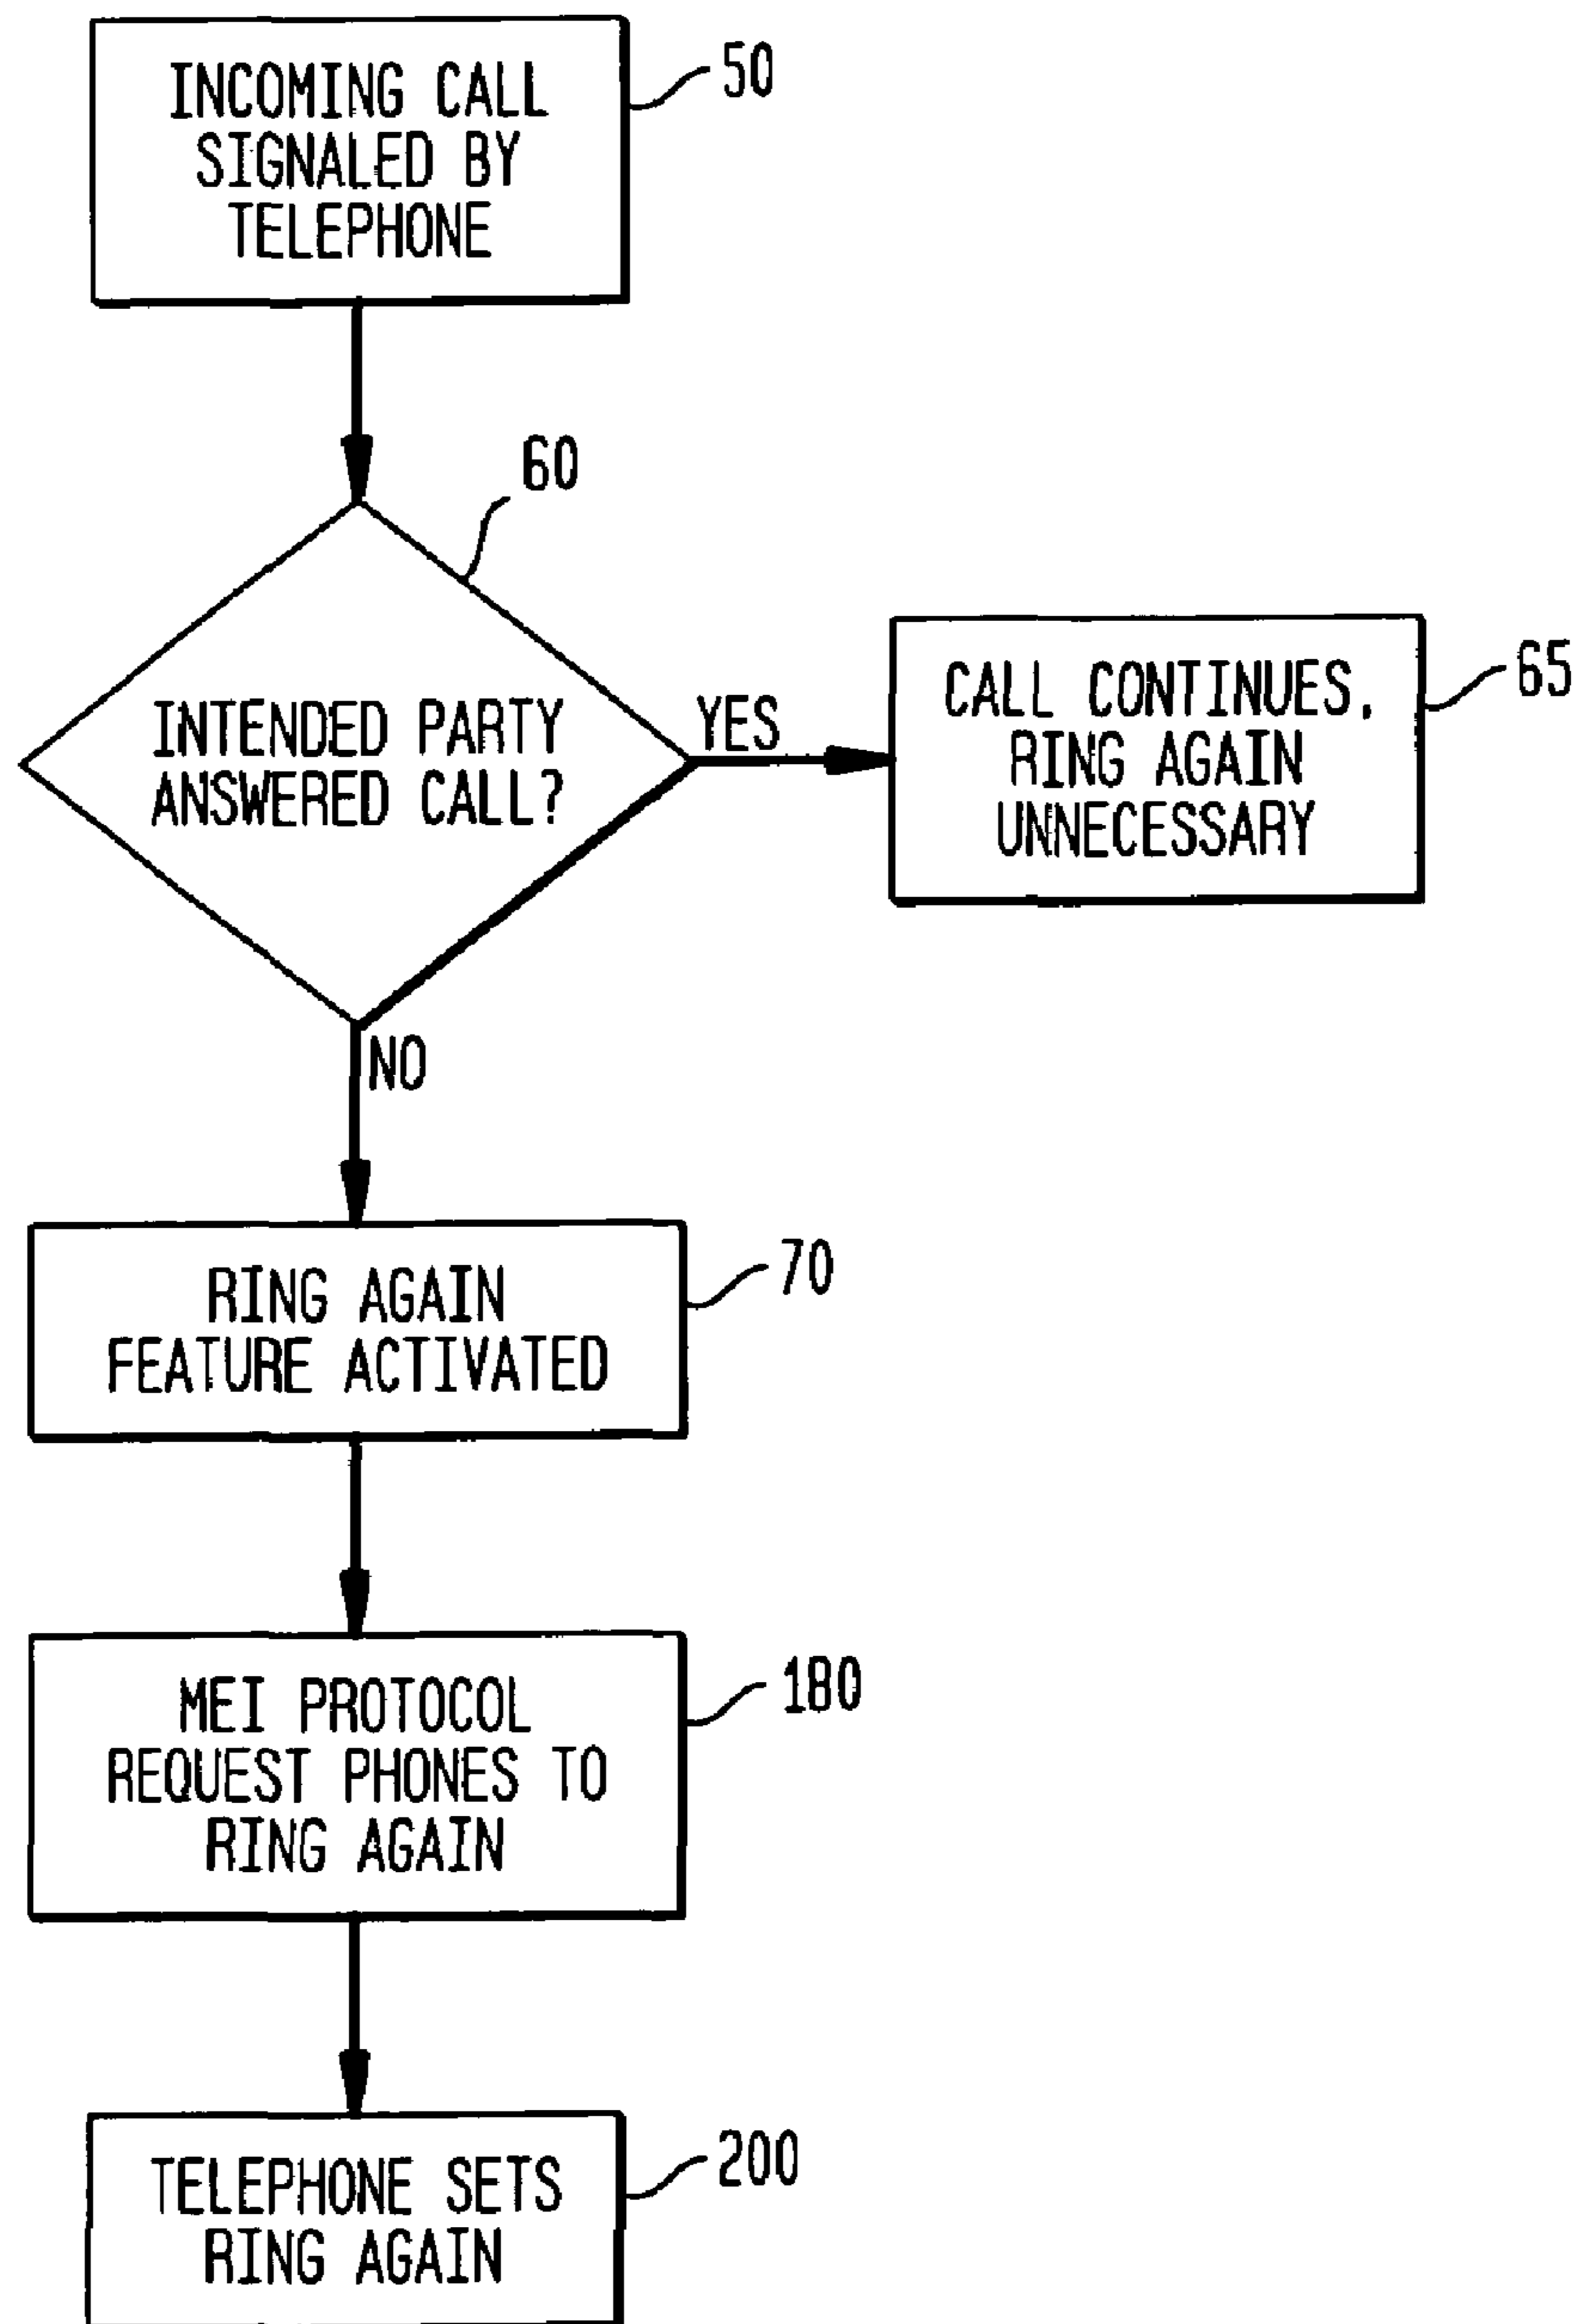 INCOMING CALL
SIGNALED BY
TELEPHONE
50
60
INTENDED PARTY
ANSWERED CALL?
YES
CALL CONTINUES,
RING AGAIN
UNNECESSARY
65
NO
RING AGAIN
FEATURE ACTIVATED
70
MEI PROTOCOL
REQUEST PHONES TO
RING AGAIN
180
TELEPHONE SETS
RING AGAIN
200